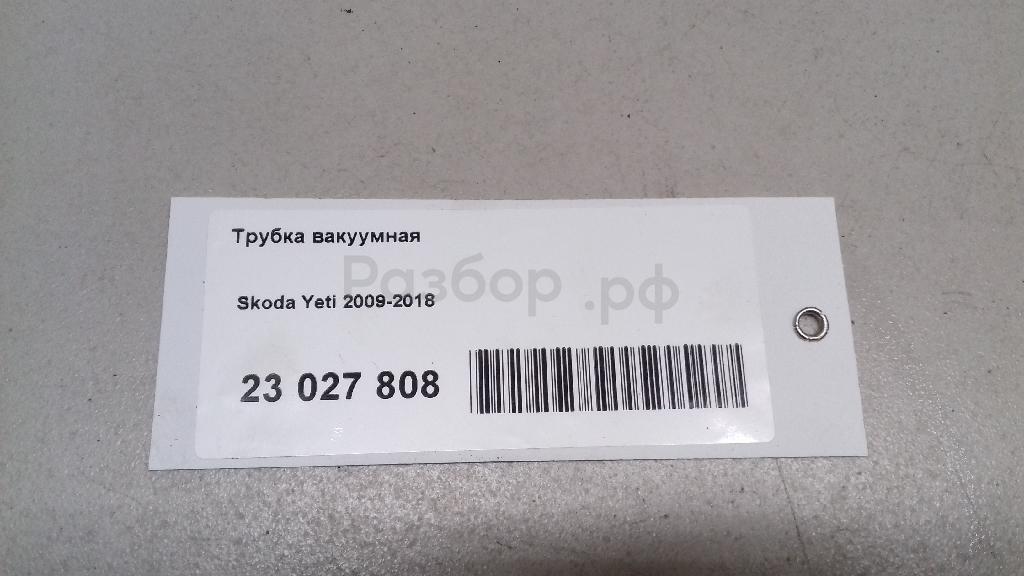 Трубка вакуумная
Разбор.рф
Skoda Yeti 2009-2018
23 027 808